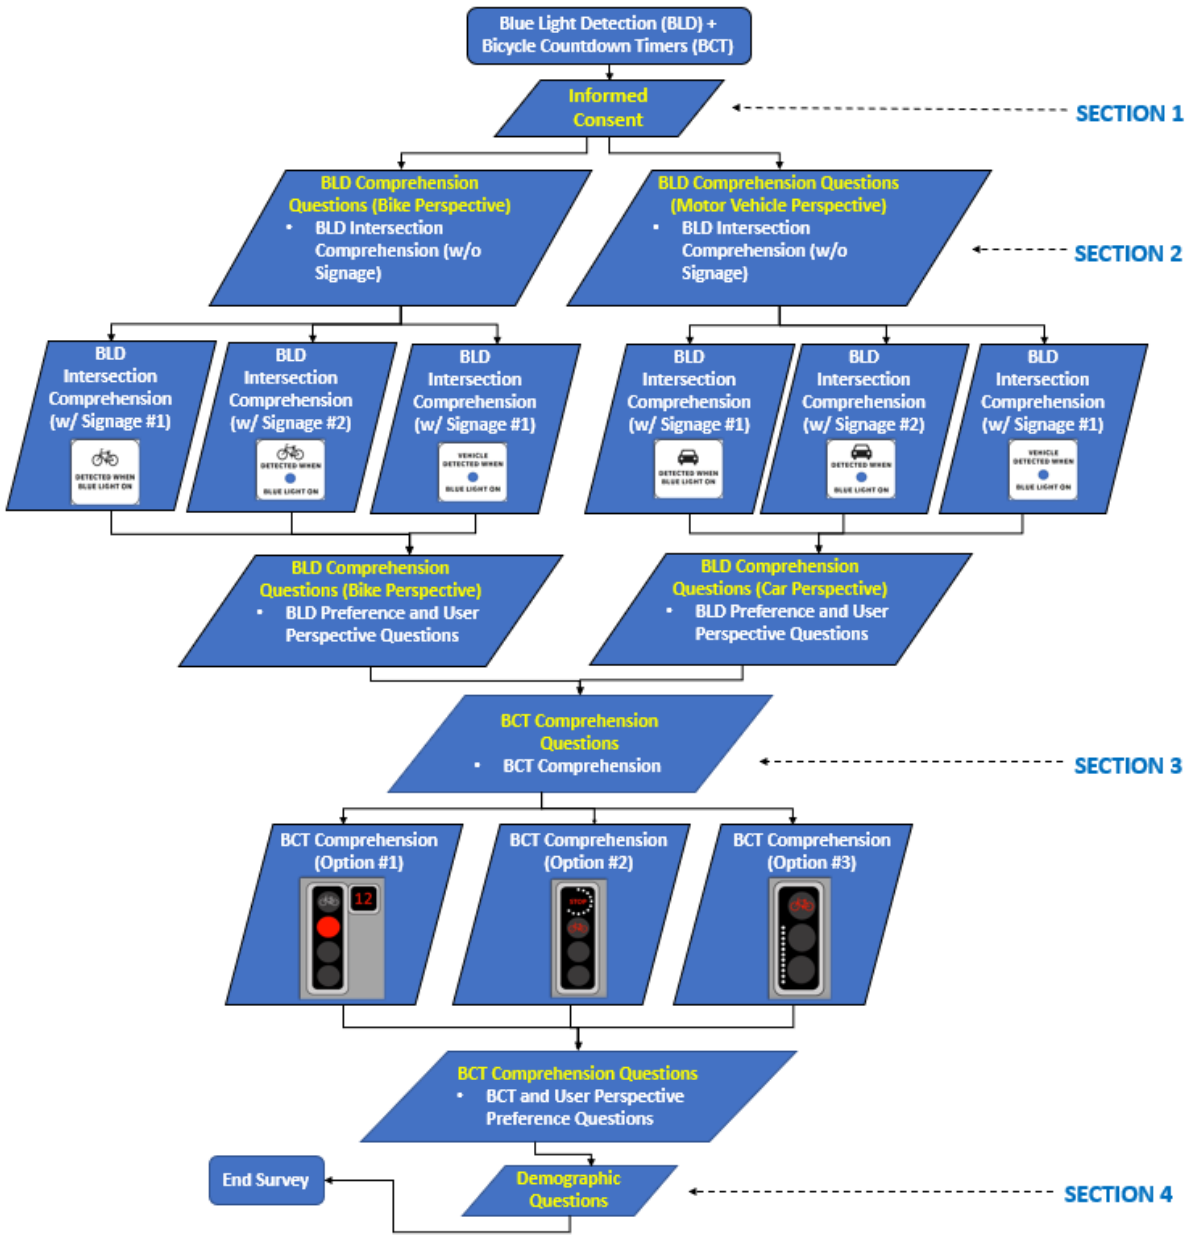 Blue Light Detection (BLD) +
Bicycle Countdown Timers (BCT)
Informed
Consent
SECTION 1
BLD Comprehension
Questions (Bike Perspective)
• BLD Intersection
Comprehension (w/o
Signage)
BLD Comprehension Questions
(Motor Vehicle Perspective)
• BLD Intersection
Comprehension (w/o
Signage)
SECTION 2
BLD
Intersection
Comprehension
(w/ Signage #1)
DETECTED WHEN
BLUE LIGHT ON
BLD
Intersection
Comprehension
(w/ Signage #2)
DETECTED WHEN
BLUE LIGHT ON
BLD
Intersection
Comprehension
(w/ Signage #1)
VEHICLE
DETECTED WHEN
BLUE LIGHT ON
BLD
Intersection
Comprehension
(w/ Signage #1)
DETECTED WHEN
BLUE LIGHT ON
BLD
Intersection
Comprehension
(w/ Signage #2)
DETECTED WHEN
BLUE LIGHT ON
BLD
Intersection
Comprehension
(w/ Signage #1)
VEHICLE
DETECTED WHEN
BLUE LIGHT ON
BLD Comprehension
Questions (Bike Perspective)
• BLD Preference and User
Perspective Questions
BLD Comprehension
Questions (Car Perspective)
• BLD Preference and User
Perspective Questions
BCT Comprehension
Questions
• BCT Comprehension
SECTION 3
BCT Comprehension
(Option #1)
12
BCT Comprehension
(Option #2)
STOP
BCT Comprehension
(Option #3)
BCT Comprehension Questions
• BCT and User Perspective
Preference Questions
Demographic
Questions
SECTION 4
End Survey